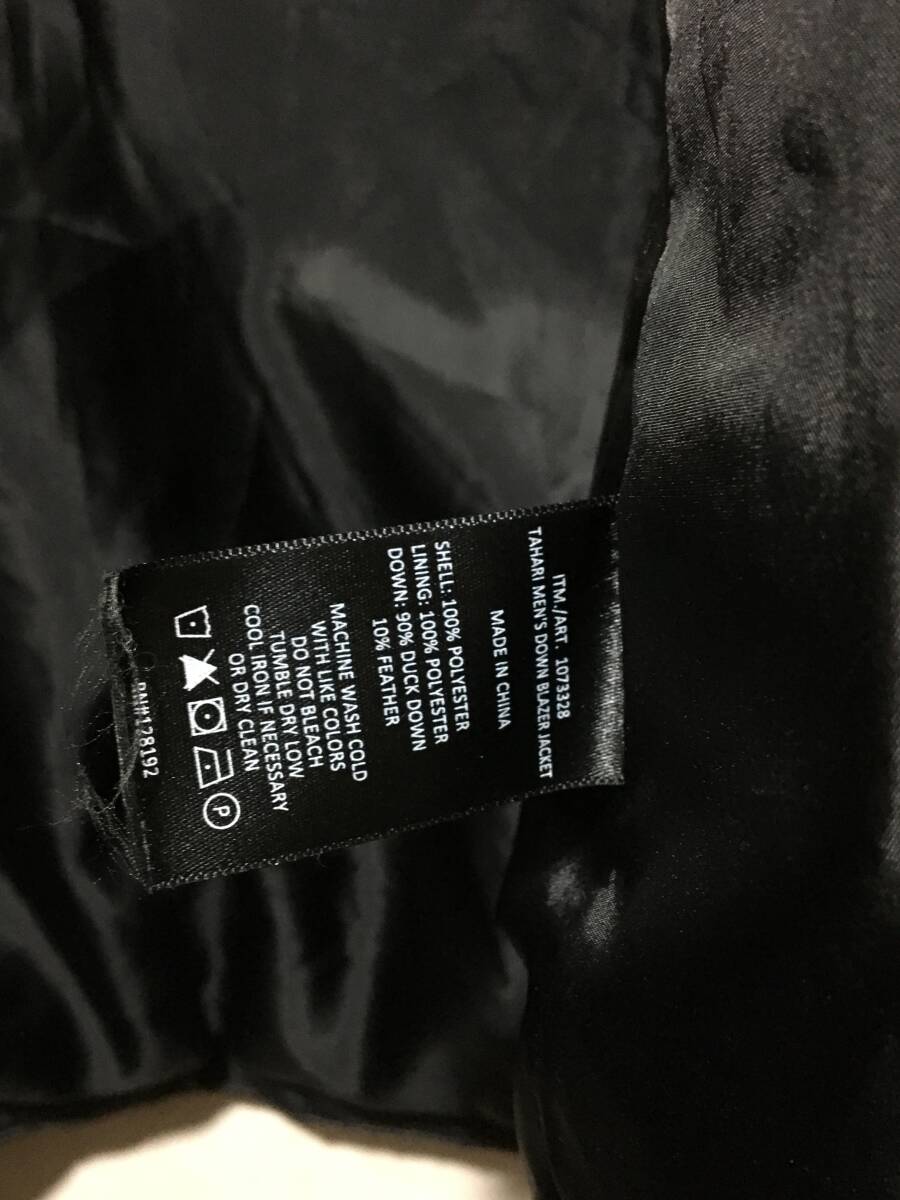 ITM./ART. 1073328
TAHARI MEN'S DOWN BLAZER JACKET
MADE IN CHINA
SHELL: 100% POLYESTER
LINING: 100% POLYESTER
DOWN: 90% DUCK DOWN
10% FEATHER
MACHINE WASH COLD
WITH LIKE COLORS
DO NOT BLEACH
TUMBLE DRY LOW
COOL IRON IF NECESSARY
OR DRY CLEAN
P
RN#128192